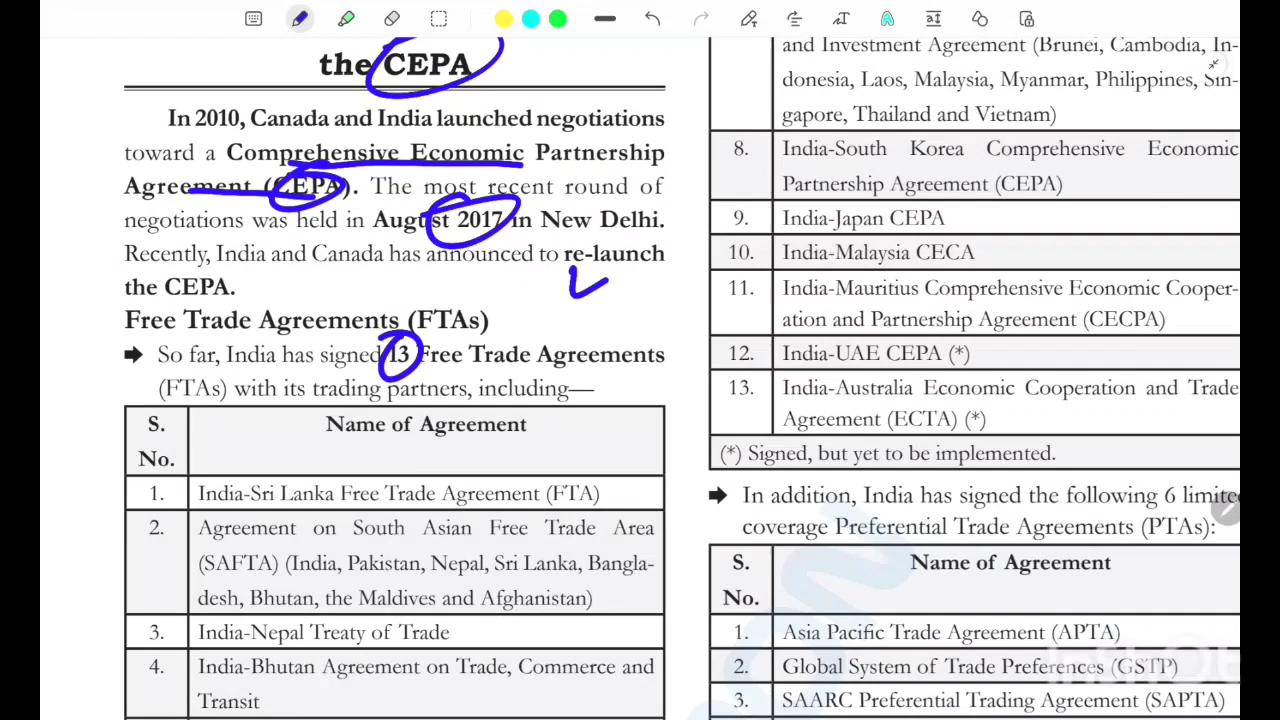 the CEPA
In 2010, Canada and India launched negotiations
toward a Comprehensive Economic Partnership
Agreement (CEPA). The most recent round of
negotiations was held in August 2017 in New Delhi.
Recently, India and Canada has announced to re-launch
the CEPA.
Free Trade Agreements (FTAs)
So far, India has signed 13 Free Trade Agreements
(FTAs) with its trading partners, including—
S. No. Name of Agreement
1. India-Sri Lanka Free Trade Agreement (FTA)
2. Agreement on South Asian Free Trade Area
(SAFTA) (India, Pakistan, Nepal, Sri Lanka, Bangla-
desh, Bhutan, the Maldives and Afghanistan)
3. India-Nepal Treaty of Trade
4. India-Bhutan Agreement on Trade, Commerce and
Transit
and Investment Agreement (Brunei, Cambodia, In-
donesia, Laos, Malaysia, Myanmar, Philippines, Sin-
gapore, Thailand and Vietnam)
8. India-South Korea Comprehensive Economic
Partnership Agreement (CEPA)
9. India-Japan CEPA
10. India-Malaysia CECA
11. India-Mauritius Comprehensive Economic Cooper-
ation and Partnership Agreement (CECPA)
12. India-UAE CEPA (*)
13. India-Australia Economic Cooperation and Trade
Agreement (ECTA) (*)
(*) Signed, but yet to be implemented.
In addition, India has signed the following 6 limite
coverage Preferential Trade Agreements (PTAs):
S. No. Name of Agreement
1. Asia Pacific Trade Agreement (APTA)
2. Global System of Trade Preferences (GSTP)
3. SAARC Preferential Trading Agreement (SAPTA)